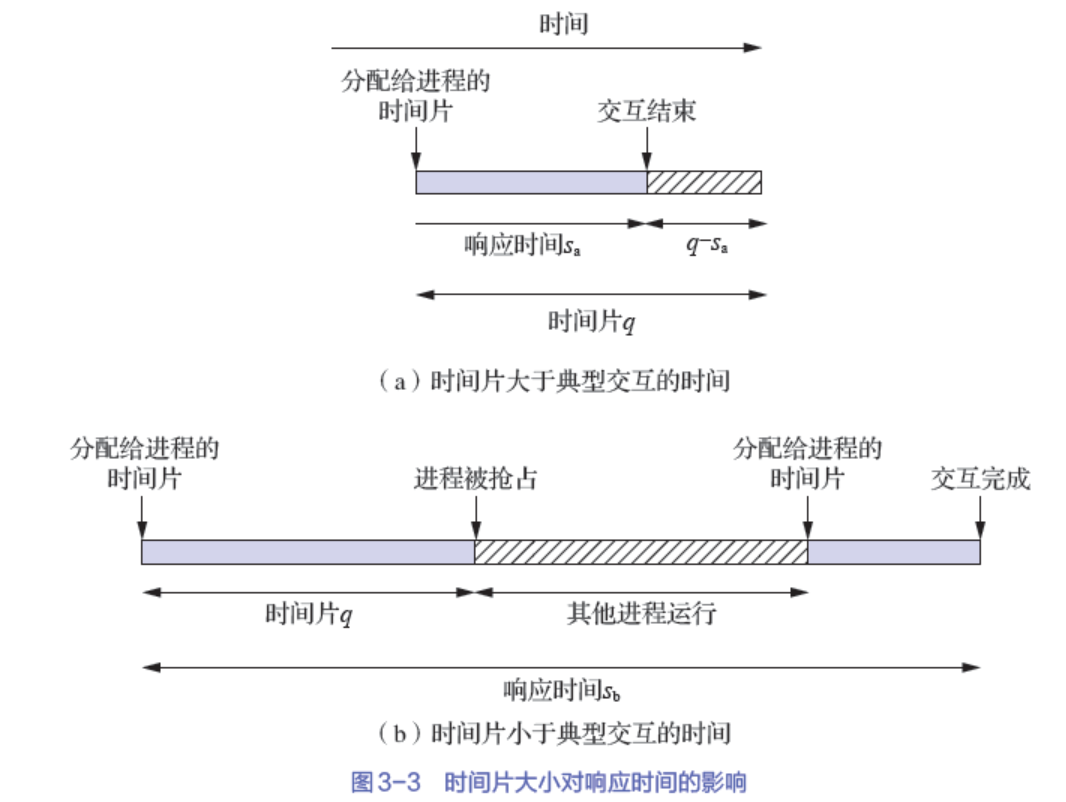 时间
分配给进程的
时间片
交互结束
响应时间sa
q-sa
时间片q
（a）时间片大于典型交互的时间
分配给进程的
时间片
进程被抢占
分配给进程的
时间片
交互完成
时间片q
其他进程运行
响应时间sb
（b）时间片小于典型交互的时间
图3-3 时间片大小对响应时间的影响